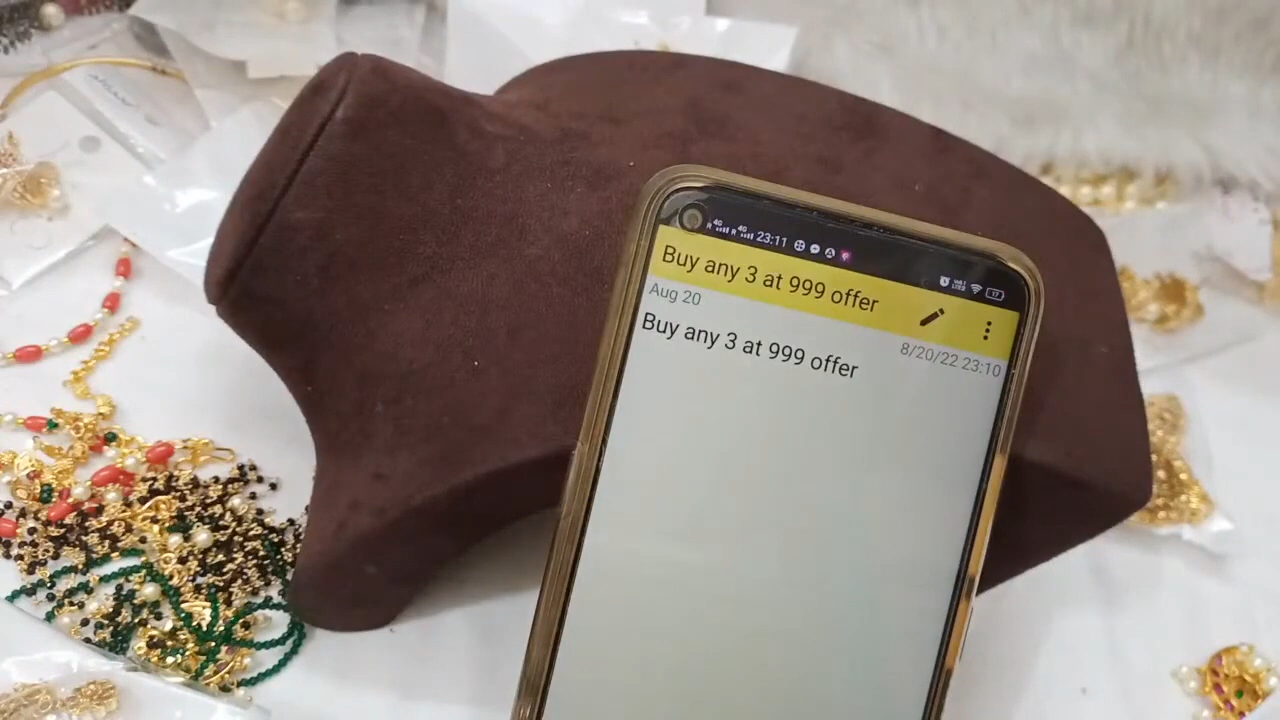 23:11
17
Buy any 3 at 999 offer
Aug 20
8/20/22 23:10
Buy any 3 at 999 offer